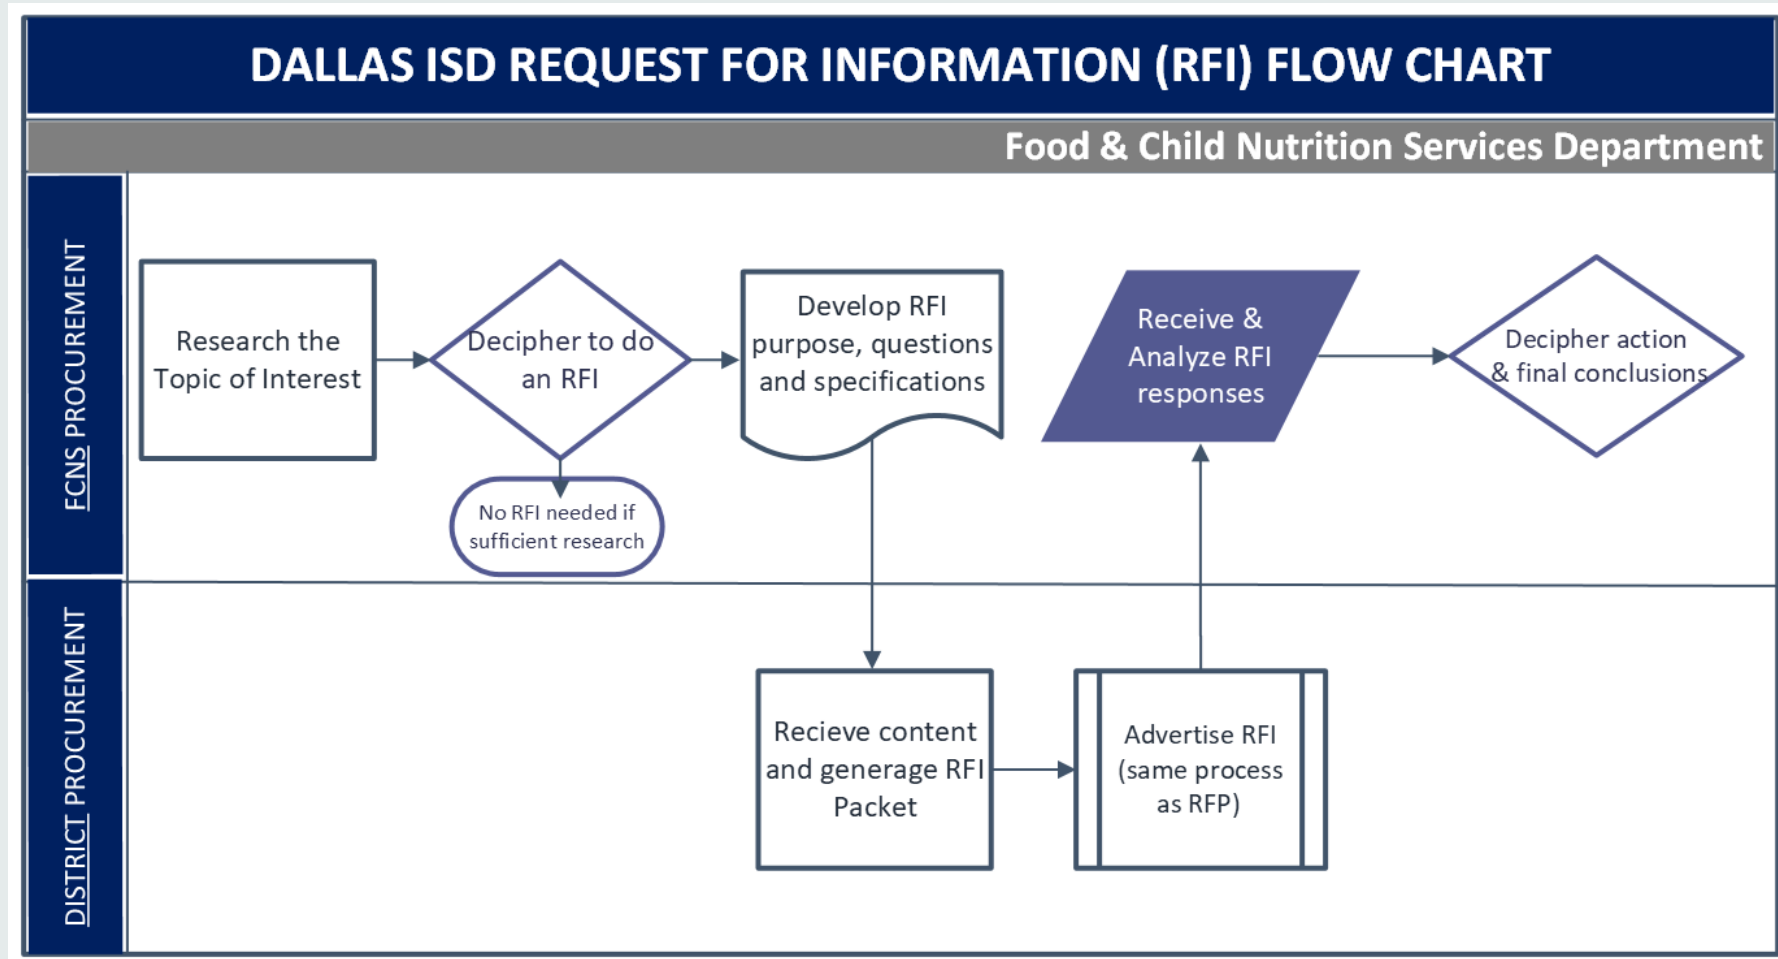 DALLAS ISD REQUEST FOR INFORMATION (RFI) FLOW CHART
Food & Child Nutrition Services Department
FCNS PROCUREMENT
Research the
Topic of Interest
Decipher to do
an RFI
No RFI needed if
sufficient research
Develop RFI
purpose, questions
and specifications
Receive &
Analyze RFI
responses
Decipher action
& final conclusions
DISTRICT PROCUREMENT
Recieve content
and generage RFI
Packet
Advertise RFI
(same process
as RFP)